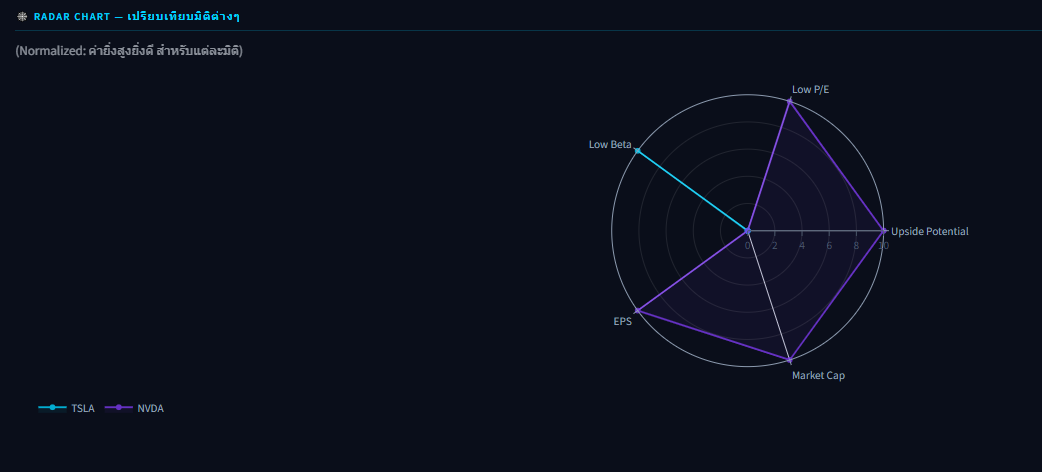 RADAR CHART — เปรียบเทียบมิติต่างๆ
(Normalized: ค่ายิ่งสูงยิ่งดี สำหรับแต่ละมิติ)
Low P/E
Low Beta
Upside Potential
0 2 4 6 8 10
EPS
Market Cap
TSLA NVDA